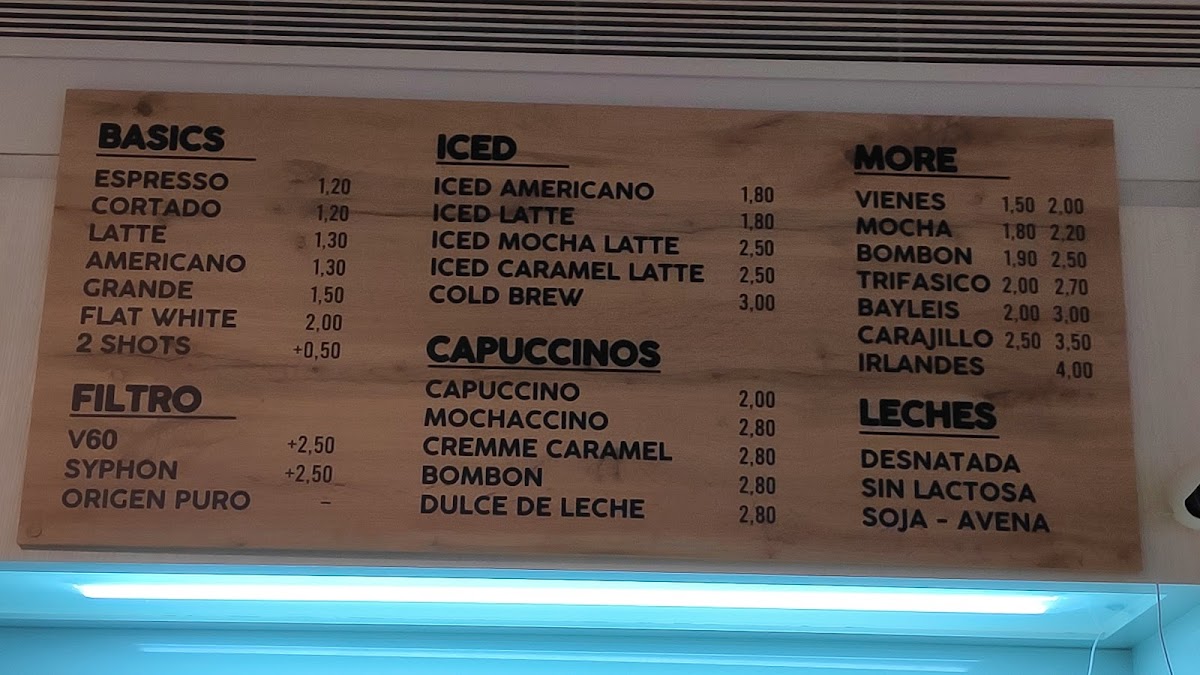 BASICS
ESPRESSO 1,20
CORTADO 1,20
LATTE 1,30
AMERICANO 1,30
GRANDE 1,50
FLAT WHITE 2,00
2 SHOTS +0,50
FILTRO
V60 +2,50
SYPHON +2,50
ORIGEN PURO –
ICED
ICED AMERICANO 1,80
ICED LATTE 1,80
ICED MOCHA LATTE 2,50
ICED CARAMEL LATTE 2,50
COLD BREW 3,00
CAPUCCINOS
CAPUCCINO 2,00
MOCHACCINO 2,80
CREMME CARAMEL 2,80
BOMBON 2,80
DULCE DE LECHE 2,80
MORE
VIENES 1,50 2,00
MOCHA 1,80 2,20
BOMBON 1,90 2,50
TRIFASICO 2,00 2,70
BAYLEIS 2,00 3,00
CARAJILLO 2,50 3,50
IRLANDES 4,00
LECHES
DESNATADA
SIN LACTOSA
SOJA - AVENA